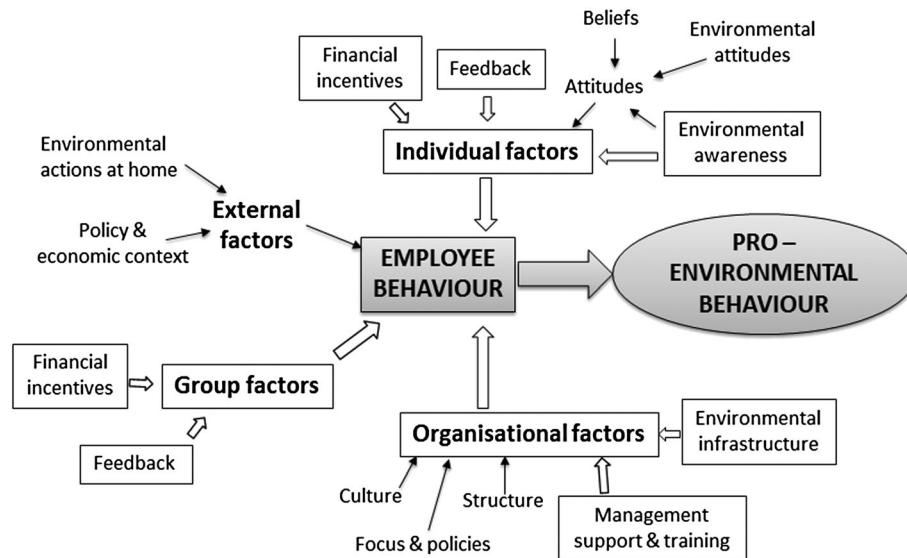 Beliefs
Environmental
attitudes
Financial
incentives
Feedback
Attitudes
Environmental
awareness
Individual factors
Environmental
actions at home
External
factors
Policy &
economic context
EMPLOYEE
BEHAVIOUR
PRO –
ENVIRONMENTAL
BEHAVIOUR
Financial
incentives
Group factors
Feedback
Organisational factors
Environmental
infrastructure
Culture
Structure
Focus & policies
Management
support & training